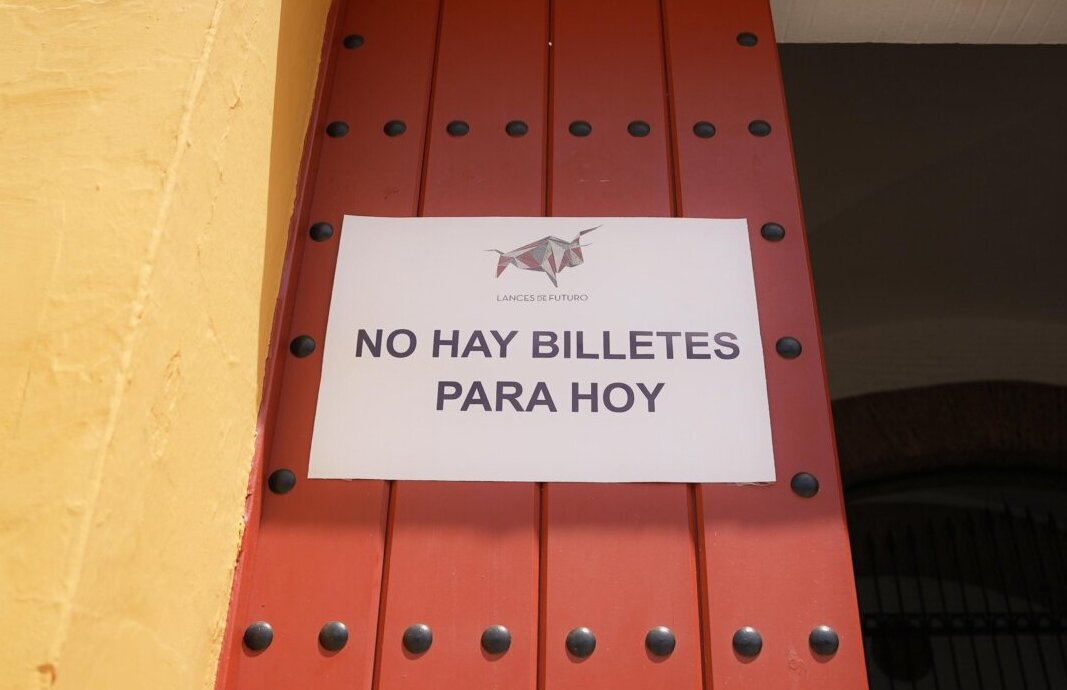 LANCES DE FUTURO
NO HAY BILLETES
PARA HOY